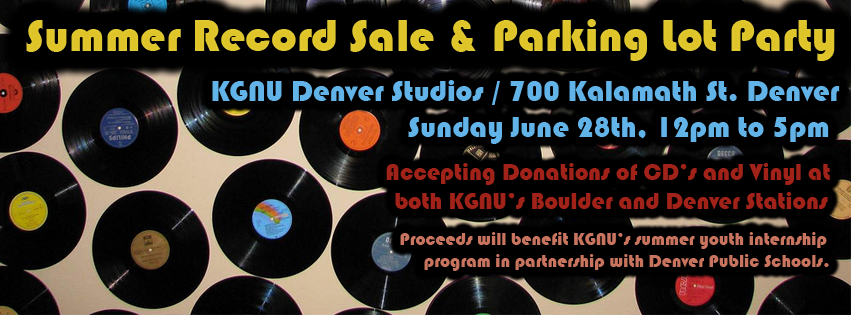 Summer Record Sale & Parking Lot Party
KGNU Denver Studios / 700 Kalamath St. Denver
Sunday June 28th, 12pm to 5pm
Accepting Donations of CD's and Vinyl at
both KGNU's Boulder and Denver Stations
Proceeds will benefit KGNU's summer youth internship
program in partnership with Denver Public Schools.
PHILIPS
DECCA